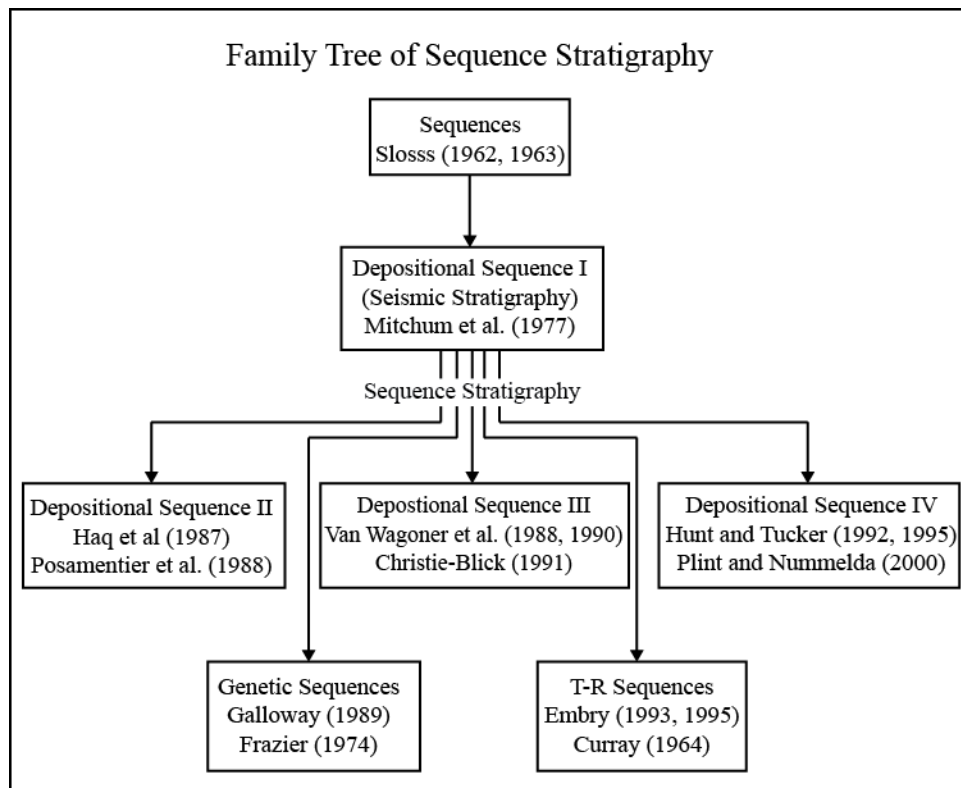 Family Tree of Sequence Stratigraphy
Sequences
Slosss (1962, 1963)
Depositional Sequence I
(Seismic Stratigraphy)
Mitchum et al. (1977)
Sequence Stratigraphy
Depositional Sequence II
Haq et al (1987)
Posamentier et al. (1988)
Depostional Sequence III
Van Wagoner et al. (1988, 1990)
Christie-Blick (1991)
Depositional Sequence IV
Hunt and Tucker (1992, 1995)
Plint and Nummelda (2000)
Genetic Sequences
Galloway (1989)
Frazier (1974)
T-R Sequences
Embry (1993, 1995)
Curray (1964)